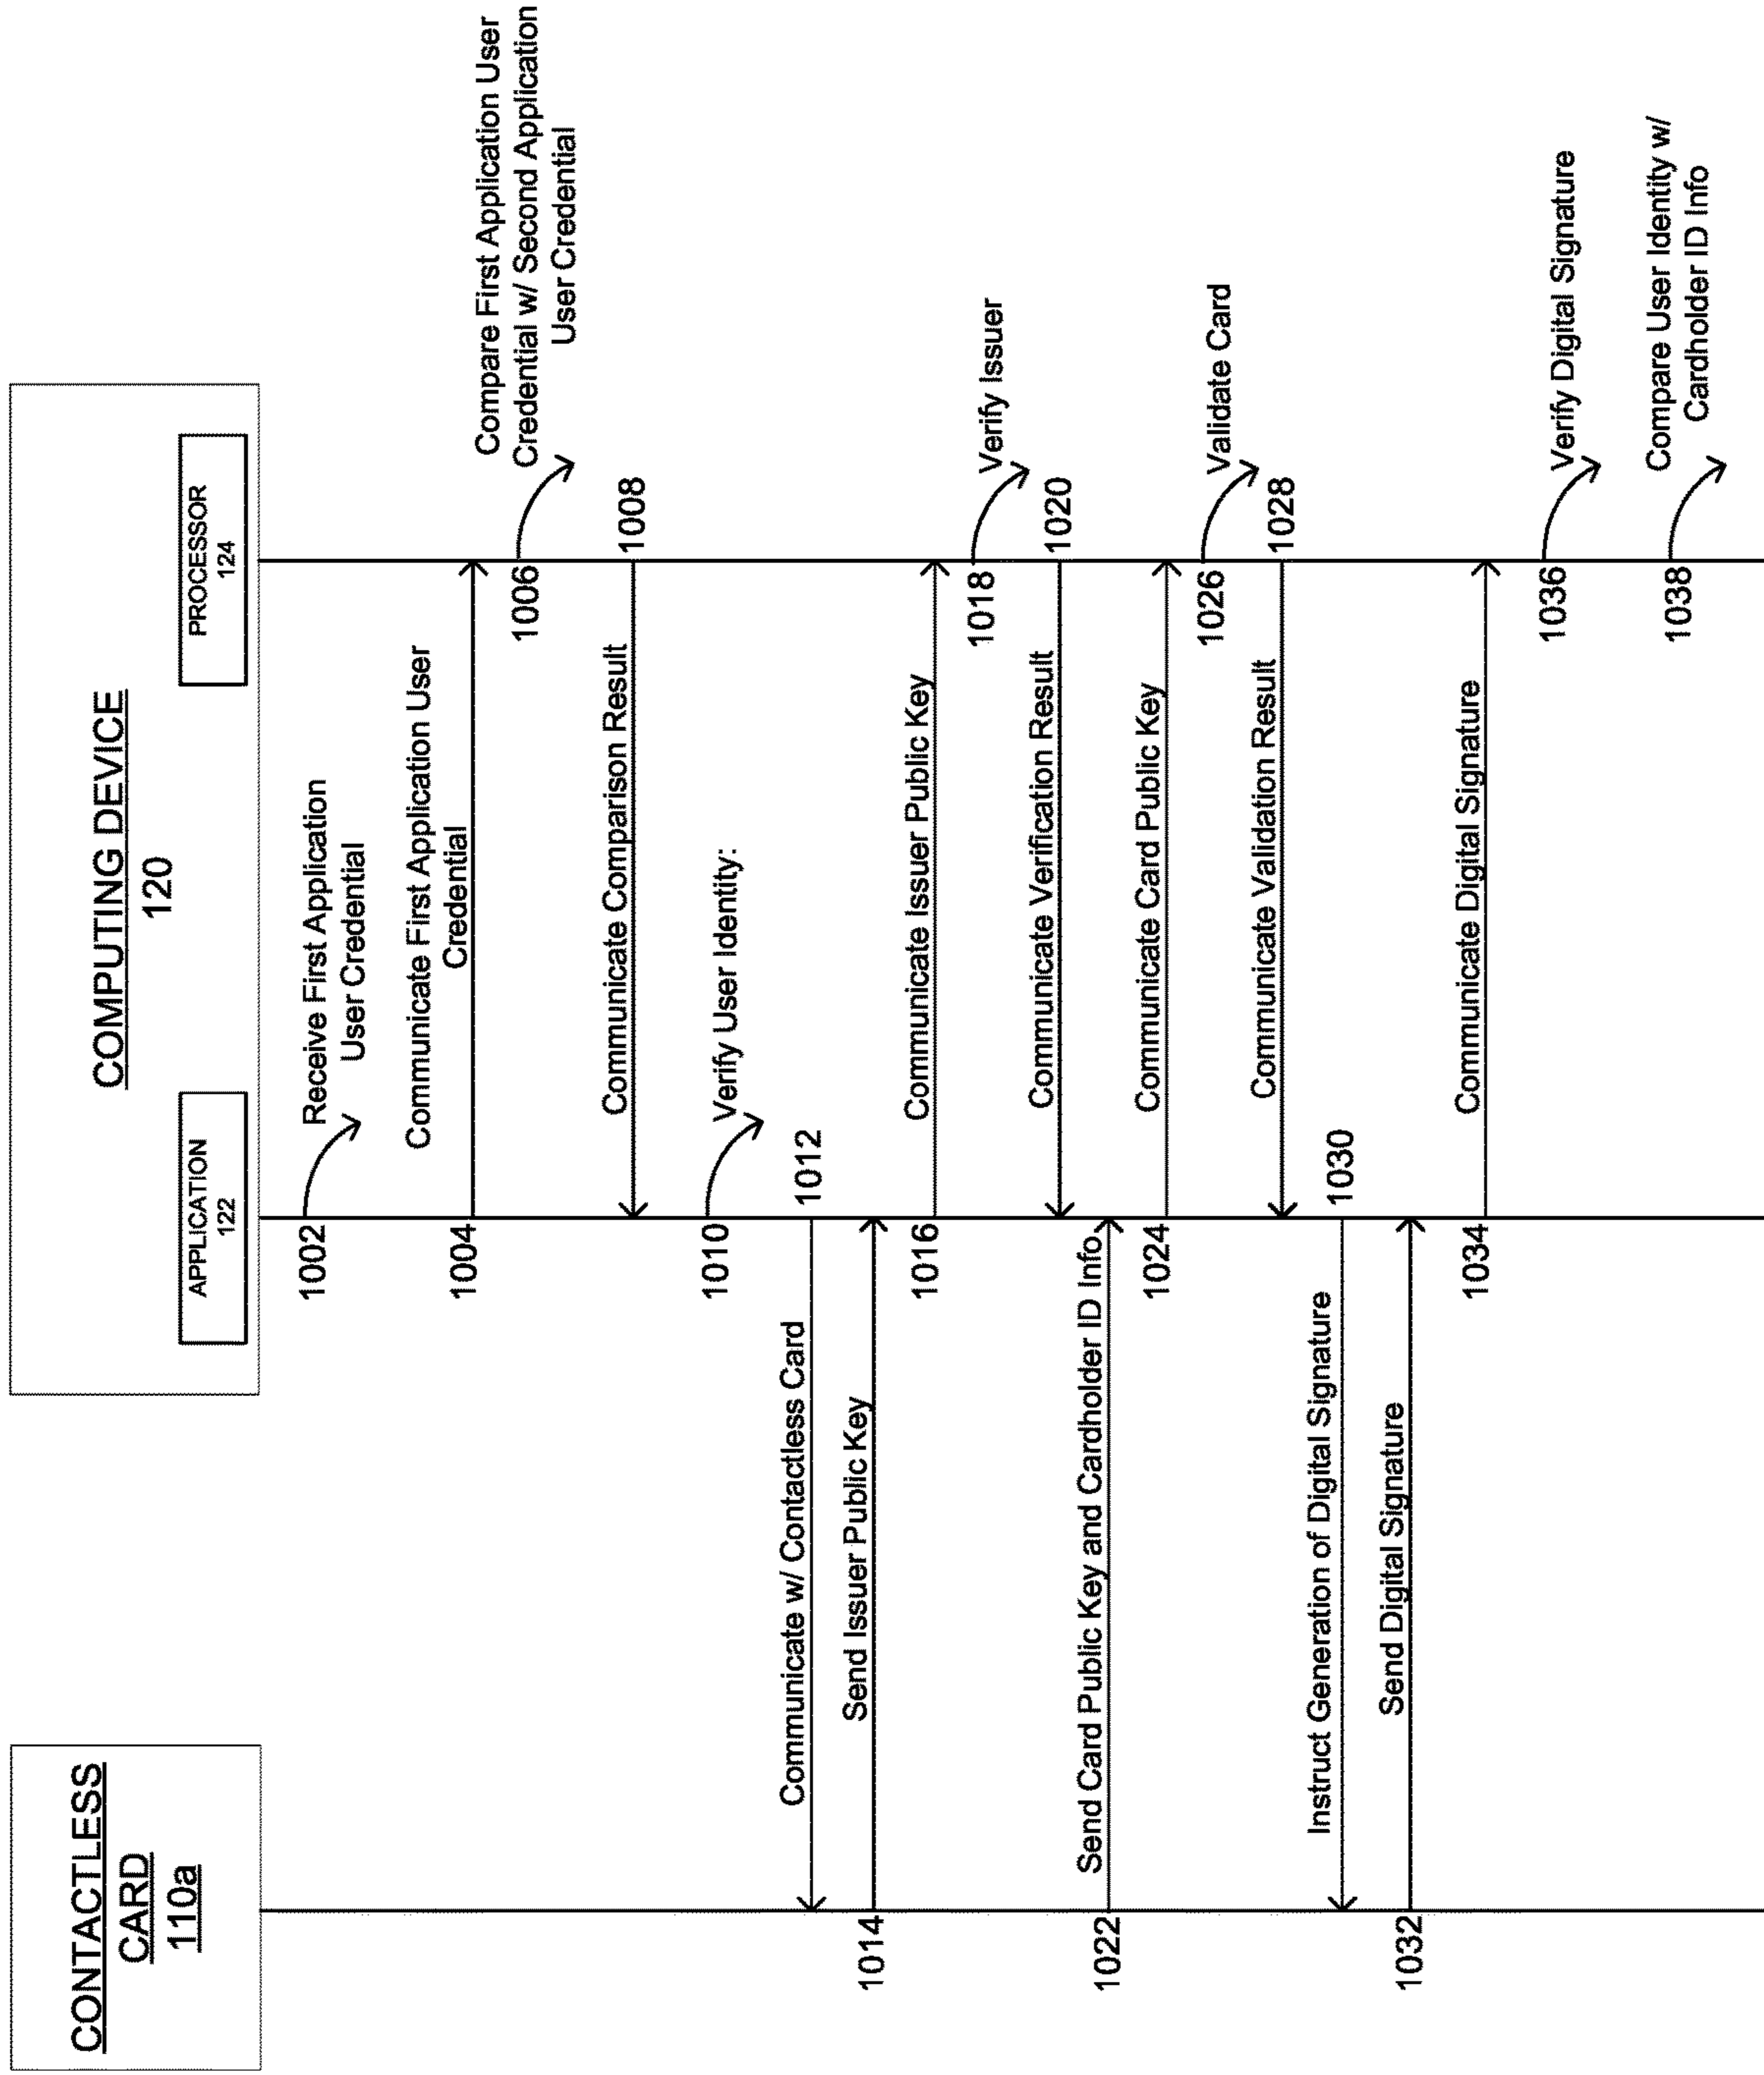 CONTACTLESS
CARD
110a
COMPUTING DEVICE
120
APPLICATION
122
PROCESSOR
124
1002
Receive First Application
User Credential
Communicate First Application User
Credential
1004
1006
Compare First Application User
Credential w/ Second Application
User Credential
Communicate Comparison Result
1008
1010
Verify User Identity:
Communicate w/ Contactless Card
1012
1014
Send Issuer Public Key
1016
Communicate Issuer Public Key
1018
Verify Issuer
Communicate Verification Result
1020
1022
Send Card Public Key and Cardholder ID Info
1024
Communicate Card Public Key
1026
Validate Card
Communicate Validation Result
1028
Instruct Generation of Digital Signature
1030
1032
Send Digital Signature
1034
Communicate Digital Signature
1036
Verify Digital Signature
1038
Compare User Identity w/
Cardholder ID Info